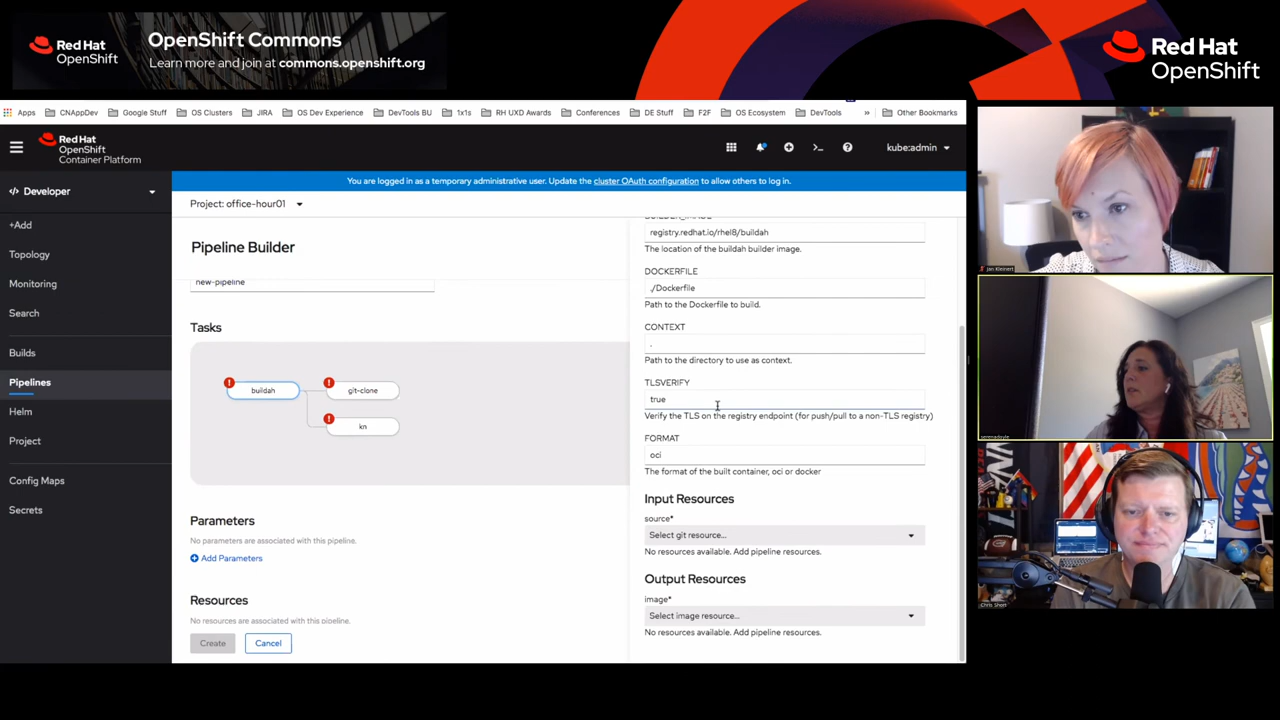 Red Hat
OpenShift
OpenShift Commons
Learn more and join at commons.openshift.org
Red Hat
OpenShift
Apps
CNAppDev
Google Stuff
OS Clusters
JIRA
OS Dev Experience
DevTools BU
1x1s
RH UXD Awards
Conferences
DE Stuff
F2F
OS Ecosystem
DevTools
»
Other Bookmarks
Red Hat
OpenShift
Container Platform
kube:admin
</> Developer
You are logged in as a temporary administrative user. Update the cluster OAuth configuration to allow others to log in.
Project: office-hour01
+Add
Topology
Monitoring
Search
Builds
Pipelines
Helm
Project
Config Maps
Secrets
Pipeline Builder
new-pipeline
Tasks
buildah
git-clone
kn
Parameters
No parameters are associated with this pipeline.
Add Parameters
Resources
No resources are associated with this pipeline.
Create
Cancel
BUILDER_IMAGE
registry.redhat.io/rhel8/buildah
The location of the buildah builder image.
DOCKERFILE
./Dockerfile
Path to the Dockerfile to build.
CONTEXT
.
Path to the directory to use as context.
TLSVERIFY
true
Verify the TLS on the registry endpoint (for push/pull to a non-TLS registry)
FORMAT
oci
The format of the built container, oci or docker
Input Resources
source*
Select git resource...
No resources available. Add pipeline resources.
Output Resources
image*
Select image resource...
No resources available. Add pipeline resources.
Jan Kleinert
serenadoyle
Chris Short